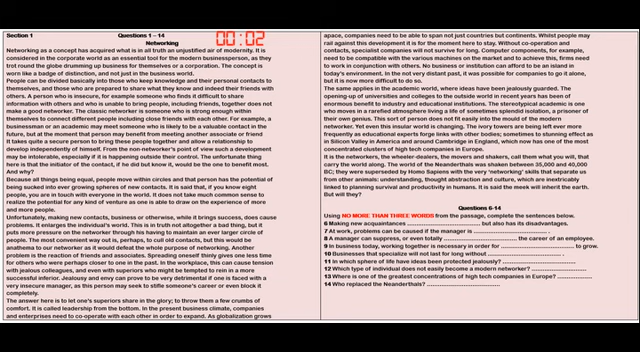 Section 1
Questions 1 – 14
00:02
Networking
Networking as a concept has acquired what is in all truth an unjustified air of modernity. It is
considered in the corporate world as an essential tool for the modern businessperson, as they
trot round the globe drumming up business for themselves or a corporation. The concept is
worn like a badge of distinction, and not just in the business world.
People can be divided basically into those who keep knowledge and their personal contacts to
themselves, and those who are prepared to share what they know and indeed their friends with
others. A person who is insecure, for example someone who finds it difficult to share
information with others and who is unable to bring people, including friends, together does not
make a good networker. The classic networker is someone who is strong enough within
themselves to connect different people including close friends with each other. For example, a
businessman or an academic may meet someone who is likely to be a valuable contact in the
future, but at the moment that person may benefit from meeting another associate or friend
It takes quite a secure person to bring these people together and allow a relationship to
develop independently of himself. From the non-networker's point of view such a development
may be intolerable, especially if it is happening outside their control. The unfortunate thing
here is that the initiator of the contact, if he did but know it, would be the one to benefit most.
And why?
Because all things being equal, people move within circles and that person has the potential of
being sucked into ever growing spheres of new contacts. It is said that, if you know eight
people, you are in touch with everyone in the world. It does not take much common sense to
realize the potential for any kind of venture as one is able to draw on the experience of more
and more people.
Unfortunately, making new contacts, business or otherwise, while it brings success, does cause
problems. It enlarges the individual's world. This is in truth not altogether a bad thing, but it
puts more pressure on the networker through his having to maintain an ever larger circle of
people. The most convenient way out is, perhaps, to cull old contacts, but this would be
anathema to our networker as it would defeat the whole purpose of networking. Another
problem is the reaction of friends and associates. Spreading oneself thinly gives one less time
for others who were perhaps closer to one in the past. In the workplace, this can cause tension
with jealous colleagues, and even with superiors who might be tempted to rein in a more
successful inferior. Jealousy and envy can prove to be very detrimental if one is faced with a
very insecure manager, as this person may seek to stifle someone's career or even block it
completely.
The answer here is to let one's superiors share in the glory; to throw them a few crumbs of
comfort. It is called leadership from the bottom. In the present business climate, companies
and enterprises need to co-operate with each other in order to expand. As globalization grows
apace, companies need to be able to span not just countries but continents. Whilst people may
rail against this development it is for the moment here to stay. Without co-operation and
contacts, specialist companies will not survive for long. Computer components, for example,
need to be compatible with the various machines on the market and to achieve this, firms need
to work in conjunction with others. No business or institution can afford to be an island in
today's environment. In the not very distant past, it was possible for companies to go it alone,
but it is now more difficult to do so.
The same applies in the academic world, where ideas have been jealously guarded. The
opening-up of universities and colleges to the outside world in recent years has been of
enormous benefit to industry and educational institutions. The stereotypical academic is one
who moves in a rarefied atmosphere living a life of sometimes splendid isolation, a prisoner of
their own genius. This sort of person does not fit easily into the mould of the modern
networker. Yet even this insular world is changing. The ivory towers are being left ever more
frequently as educational experts forge links with other bodies; sometimes to stunning effect as
in Silicon Valley in America and around Cambridge in England, which now has one of the most
concentrated clusters of high tech companies in Europe.
It is the networkers, the wheeler-dealers, the movers and shakers, call them what you will, that
carry the world along. The world of the Neanderthals was shaken between 35,000 and 40,000
BC; they were superseded by Homo Sapiens with the very 'networking' skills that separate us
from other animals: understanding, thought abstraction and culture, which are inextricably
linked to planning survival and productivity in humans. It is said the meek will inherit the earth.
But will they?
Questions 6-14
Using NO MORE THAN THREE WORDS from the passage, complete the sentences below.
6 Making new acquaintances ................................ but also has its disadvantages.
7 At work, problems can be caused if the manager is ................................ .
8 A manager can suppress, or even totally ................................ the career of an employee.
9 In business today, working together is necessary in order for ................................ to grow.
10 Businesses that specialize will not last for long without ................................ .
11 In which sphere of life have ideas been protected jealously? ................................
12 Which type of individual does not easily become a modern networker? ................................
13 Where is one of the greatest concentrations of high tech companies in Europe? ................
14 Who replaced the Neanderthals? ................................